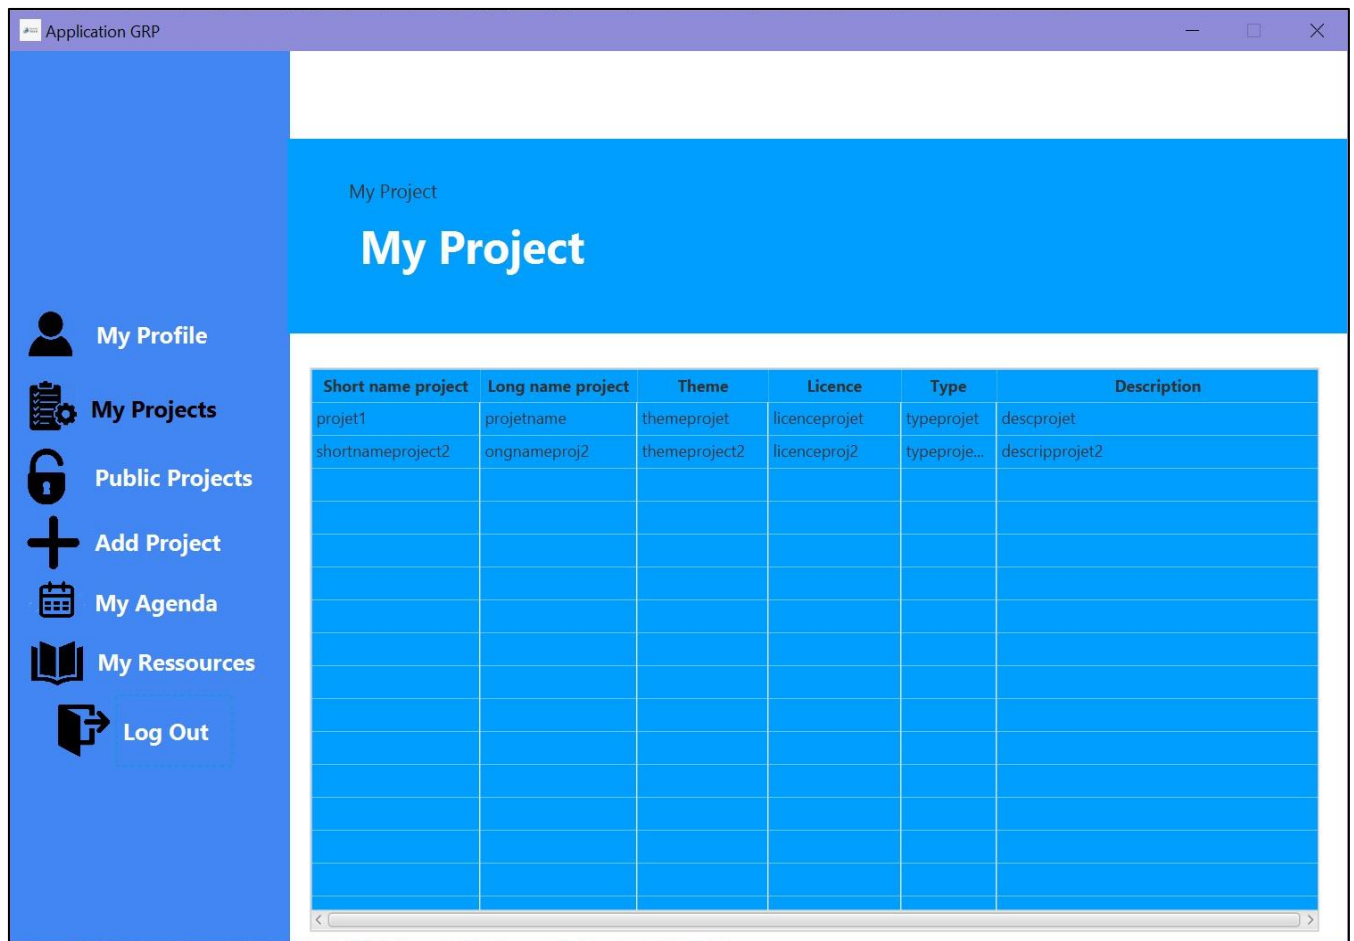 Application GRP
My Project
My Project
My Profile
My Projects
Public Projects
Add Project
My Agenda
My Ressources
Log Out
Short name project Long name project Theme Licence Type Description
projet1 projetname themeprojet licenceprojet typeprojet descprojet
shortnameproject2 ongnameproj2 themeproject2 licenceproj2 typeproje... descripprojet2